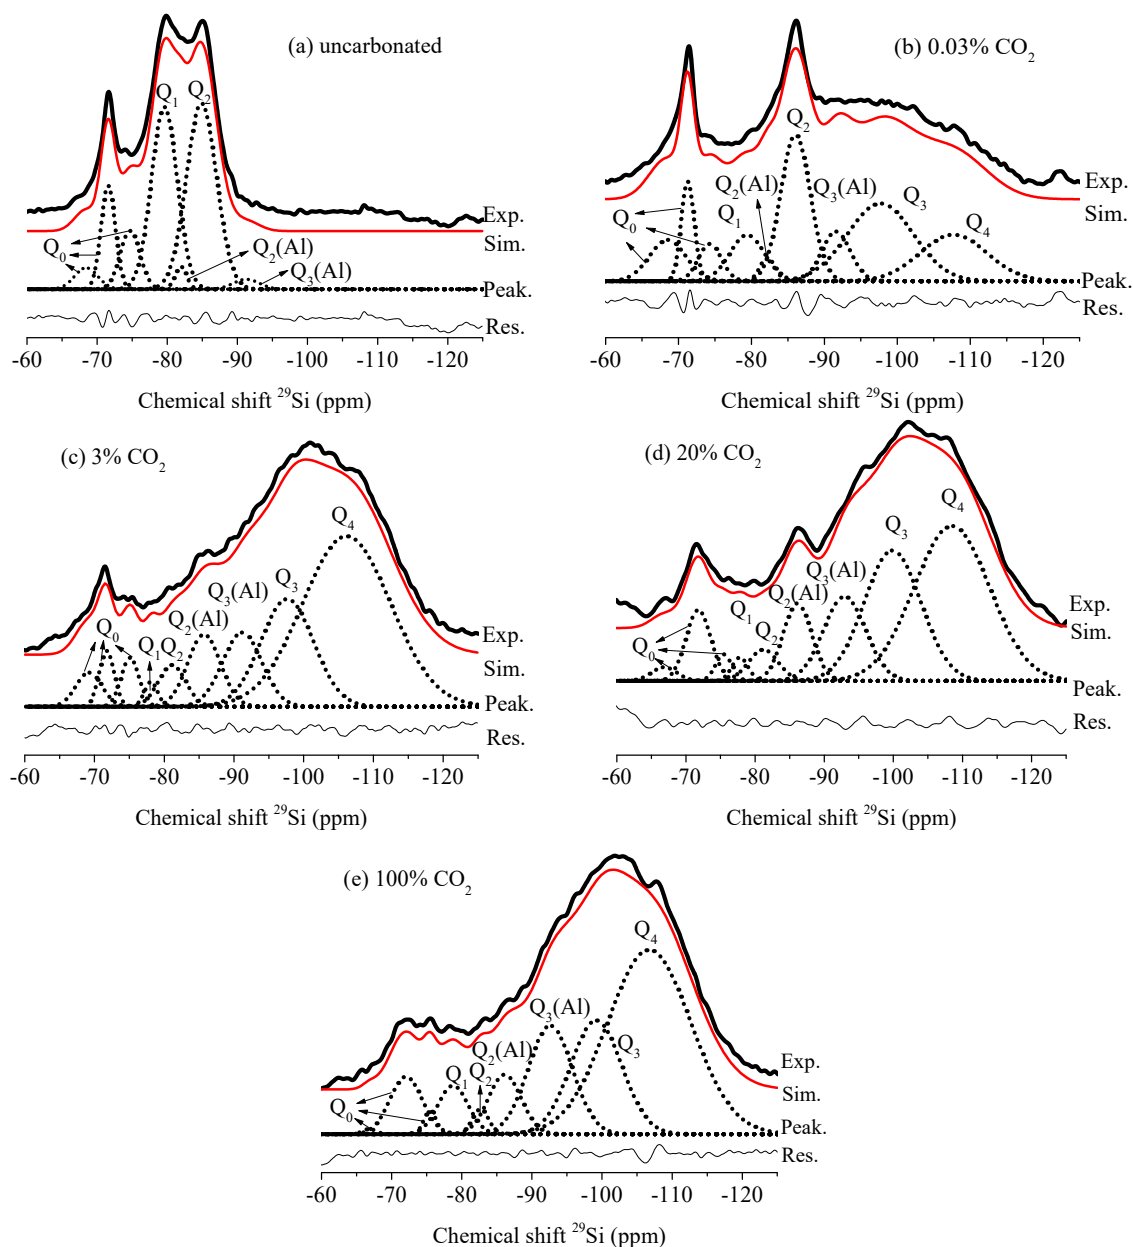 (a) uncarbonated
Q1
Q2
Q0
Q2(Al)
Q3(Al)
Exp.
Sim.
Peak.
Res.
-60 -70 -80 -90 -100 -110 -120
Chemical shift 29Si (ppm)
(b) 0.03% CO2
Q2
Q2(Al)
Q3(Al)
Q3
Q0
Q1
Q4
Exp.
Sim.
Peak.
Res.
-60 -70 -80 -90 -100 -110 -120
Chemical shift 29Si (ppm)
(c) 3% CO2
Q4
Q3
Q3(Al)
Q2(Al)
Q0
Q1 Q2
Exp.
Sim.
Peak.
Res.
-60 -70 -80 -90 -100 -110 -120
Chemical shift 29Si (ppm)
(d) 20% CO2
Q4
Q3
Q3(Al)
Q2(Al)
Q1
Q2
Q0
Exp.
Sim.
Peak.
Res.
-60 -70 -80 -90 -100 -110 -120
Chemical shift 29Si (ppm)
(e) 100% CO2
Q4
Q3(Al)
Q3
Q2(Al)
Q1 Q2
Q0
Exp.
Sim.
Peak.
Res.
-60 -70 -80 -90 -100 -110 -120
Chemical shift 29Si (ppm)